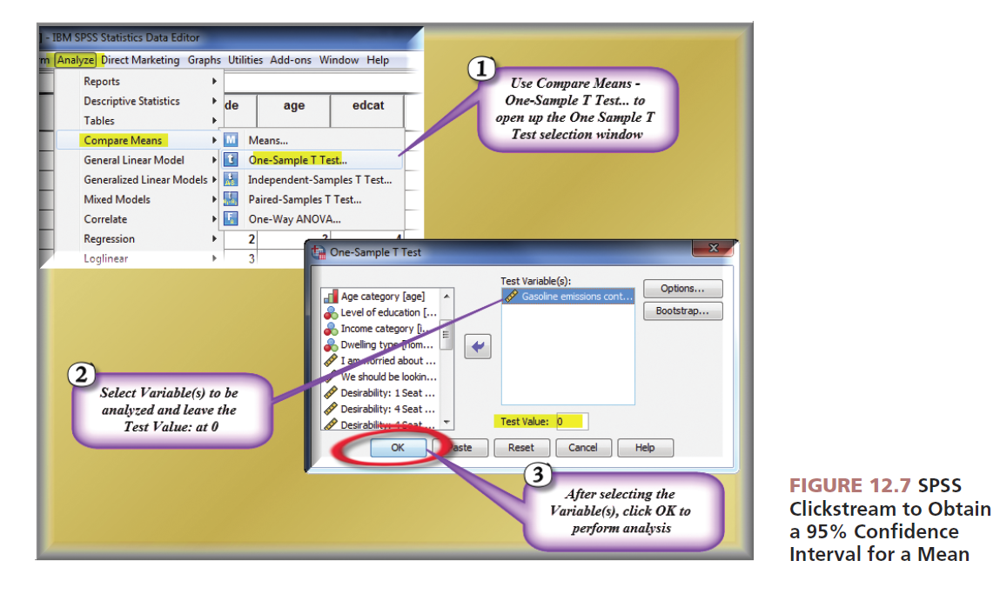 ] - IBM SPSS Statistics Data Editor
Analyze Direct Marketing Graphs Utilities Add-ons Window Help
Reports
Descriptive Statistics
Tables
Compare Means
General Linear Model
Generalized Linear Models
Mixed Models
Correlate
Regression
Loglinear
de age edcat
M Means...
t One-Sample T Test...
Independent-Samples T Test...
Paired-Samples T Test...
One-Way ANOVA...
2 2 4
3
1
Use Compare Means -
One-Sample T Test... to
open up the One Sample T
Test selection window
One-Sample T Test
Age category [age]
Level of education [...
Income category [i...
Dwelling type [hom...
I am worried about ...
We should be lookin...
Desirability: 1 Seat ...
Desirability: 4 Seat ...
Desirability: 4 Seat ...
Test Variable(s):
Gasoline emissions cont...
Options...
Bootstrap...
Test Value: 0
OK Paste Reset Cancel Help
2
Select Variable(s) to be
analyzed and leave the
Test Value: at 0
3
After selecting the
Variable(s), click OK to
perform analysis
FIGURE 12.7 SPSS
Clickstream to Obtain
a 95% Confidence
Interval for a Mean